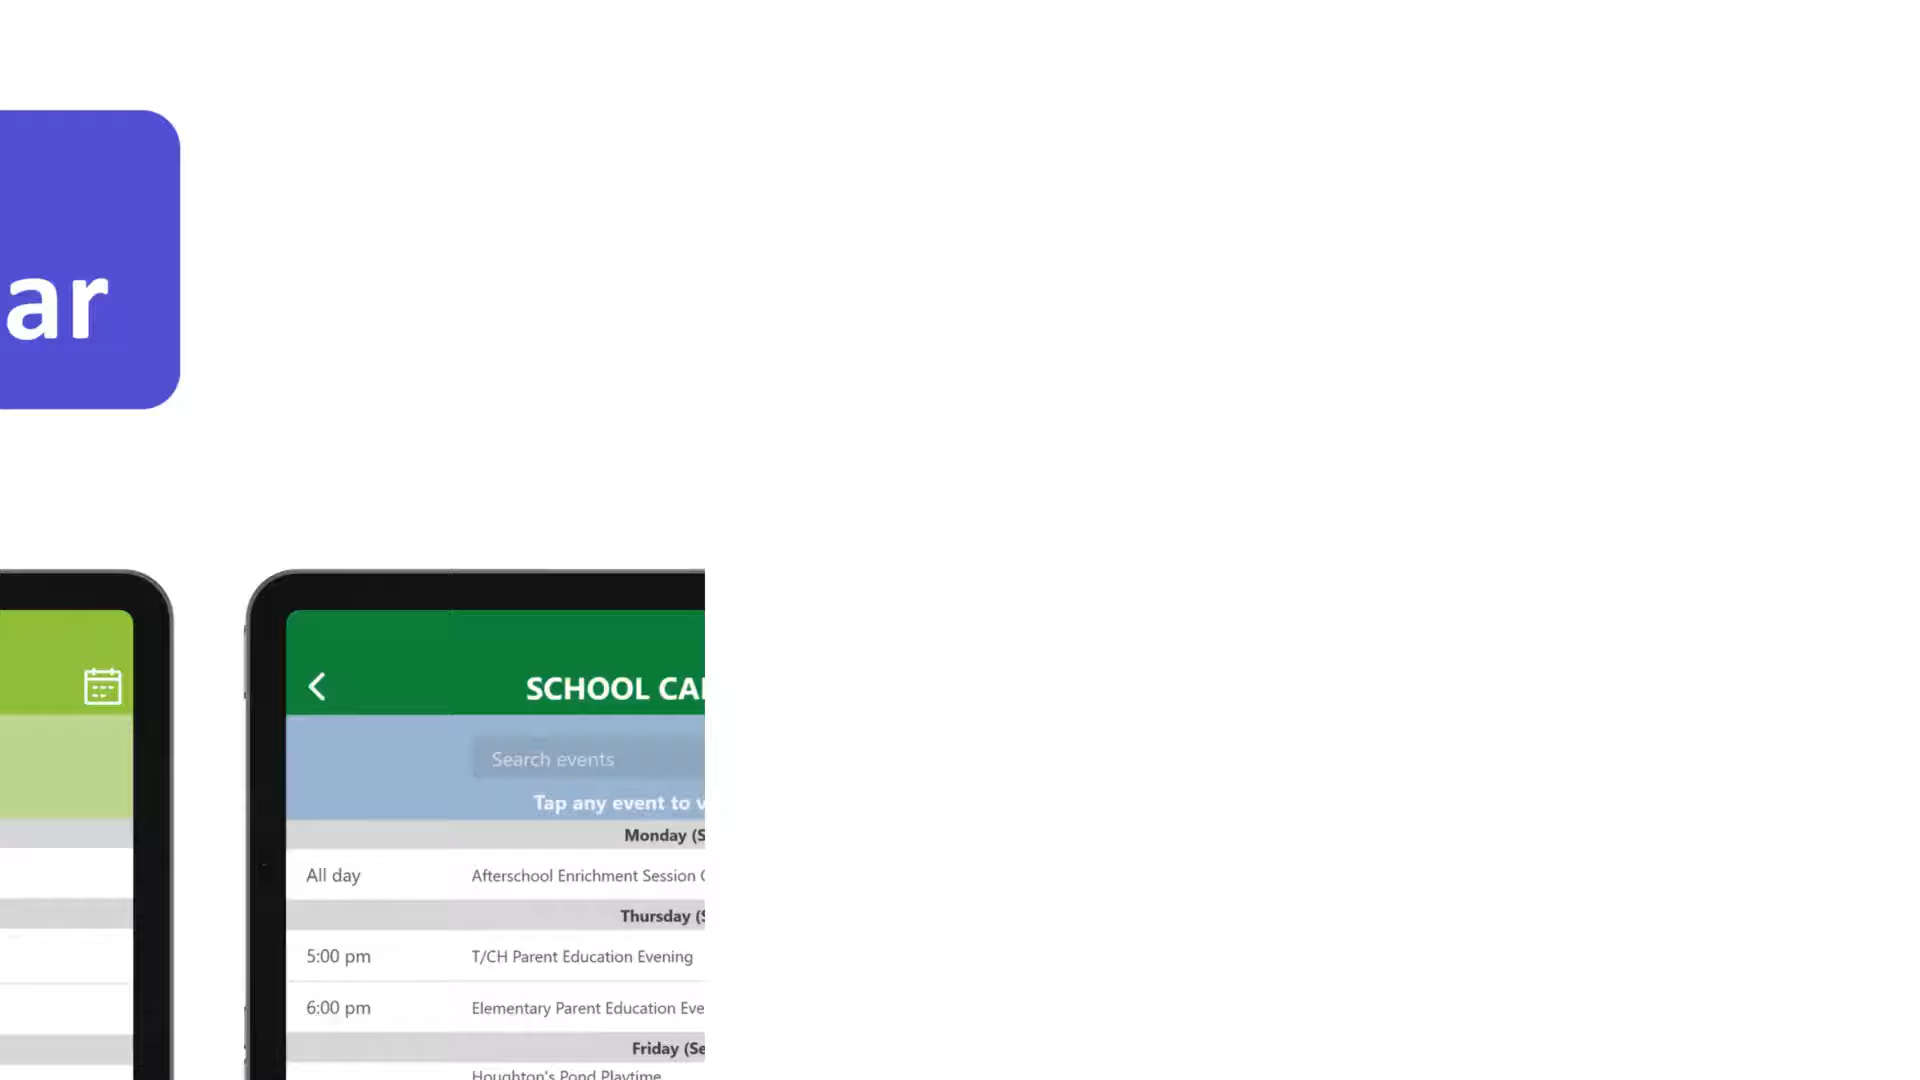 ar
SCHOOL CA
Search events
Tap any event to
Monday (S
All day Afterschool Enrichment Session
Thursday (S
5:00 pm T/CH Parent Education Evening
6:00 pm Elementary Parent Education Eve
Friday (Se
Houghton's Pond Playtime